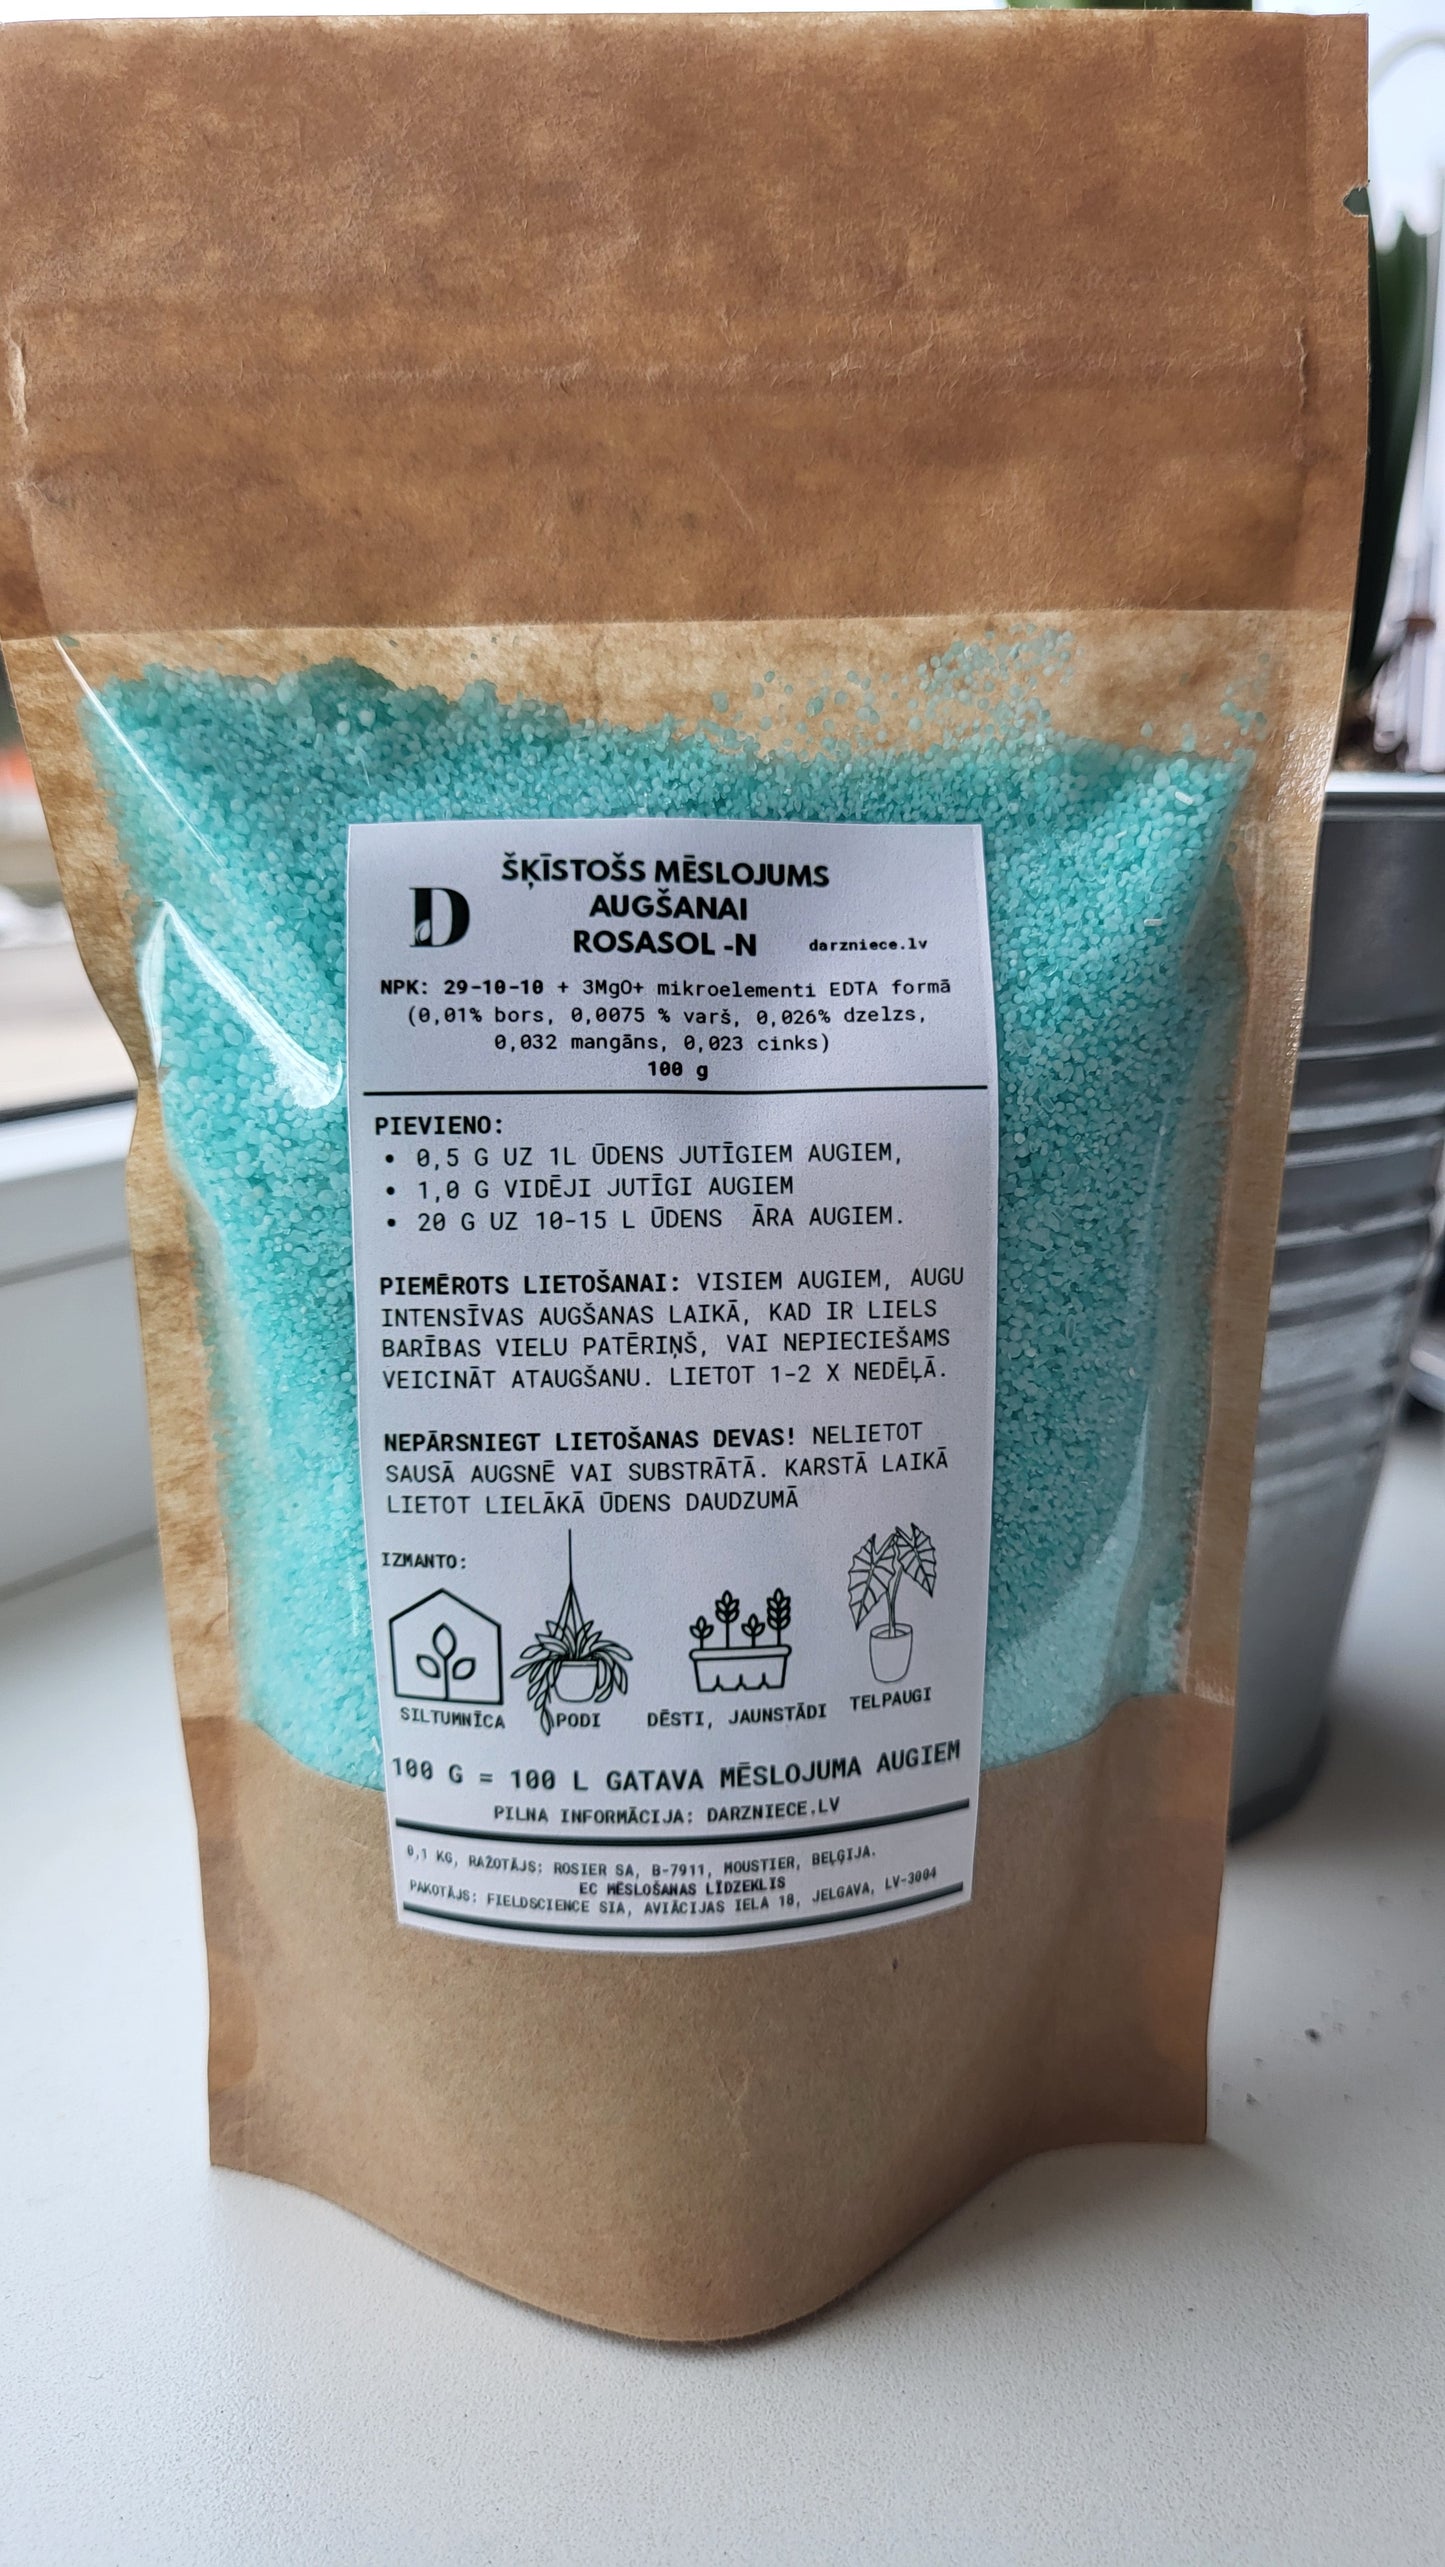 D
ŠĶĪSTOŠS MĒSLOJUMS
AUGŠANAI
ROSASOL -N
darzniece.lv
NPK: 29-10-10 + 3MgO+ mikroelementi EDTA formā
(0,01% bors, 0,0075 % varš, 0,026% dzelzs,
0,032 mangāns, 0,023 cinks)
100 g
PIEVIENO:
• 0,5 G UZ 1L ŪDENS JUTĪGIEM AUGIEM,
• 1,0 G VIDĒJI JUTĪGI AUGIEM
• 20 G UZ 10-15 L ŪDENS ĀRA AUGIEM.
PIEMĒROTS LIETOŠANAI: VISIEM AUGIEM, AUGU
INTENSĪVAS AUGŠANAS LAIKĀ, KAD IR LIELS
BARĪBAS VIELU PATĒRIŅŠ, VAI NEPIECIEŠAMS
VEICINĀT ATAUGŠANU. LIETOT 1-2 X NEDĒĻĀ.
NEPĀRSNIEGT LIETOŠANAS DEVAS! NELIETOT
SAUSĀ AUGSNĒ VAI SUBSTRĀTĀ. KARSTĀ LAIKĀ
LIETOT LIELĀKĀ ŪDENS DAUDZUMĀ
IZMANTO:
SILTUMNĪCA PODI DĒSTI, JAUNSTĀDI TELPAUGI
100 G = 100 L GATAVA MĒSLOJUMA AUGIEM
PILNA INFORMĀCIJA: DARZNIECE.LV
0,1 KG, RAŽOTĀJS: ROSIER SA, B-7911, MOUSTIER, BEĻĢIJA.
EC MĒSLOŠANAS LĪDZEKLIS
PAKOTĀJS: FIELDSCIENCE SIA, AVIĀCIJAS IELA 18, JELGAVA, LV-3004